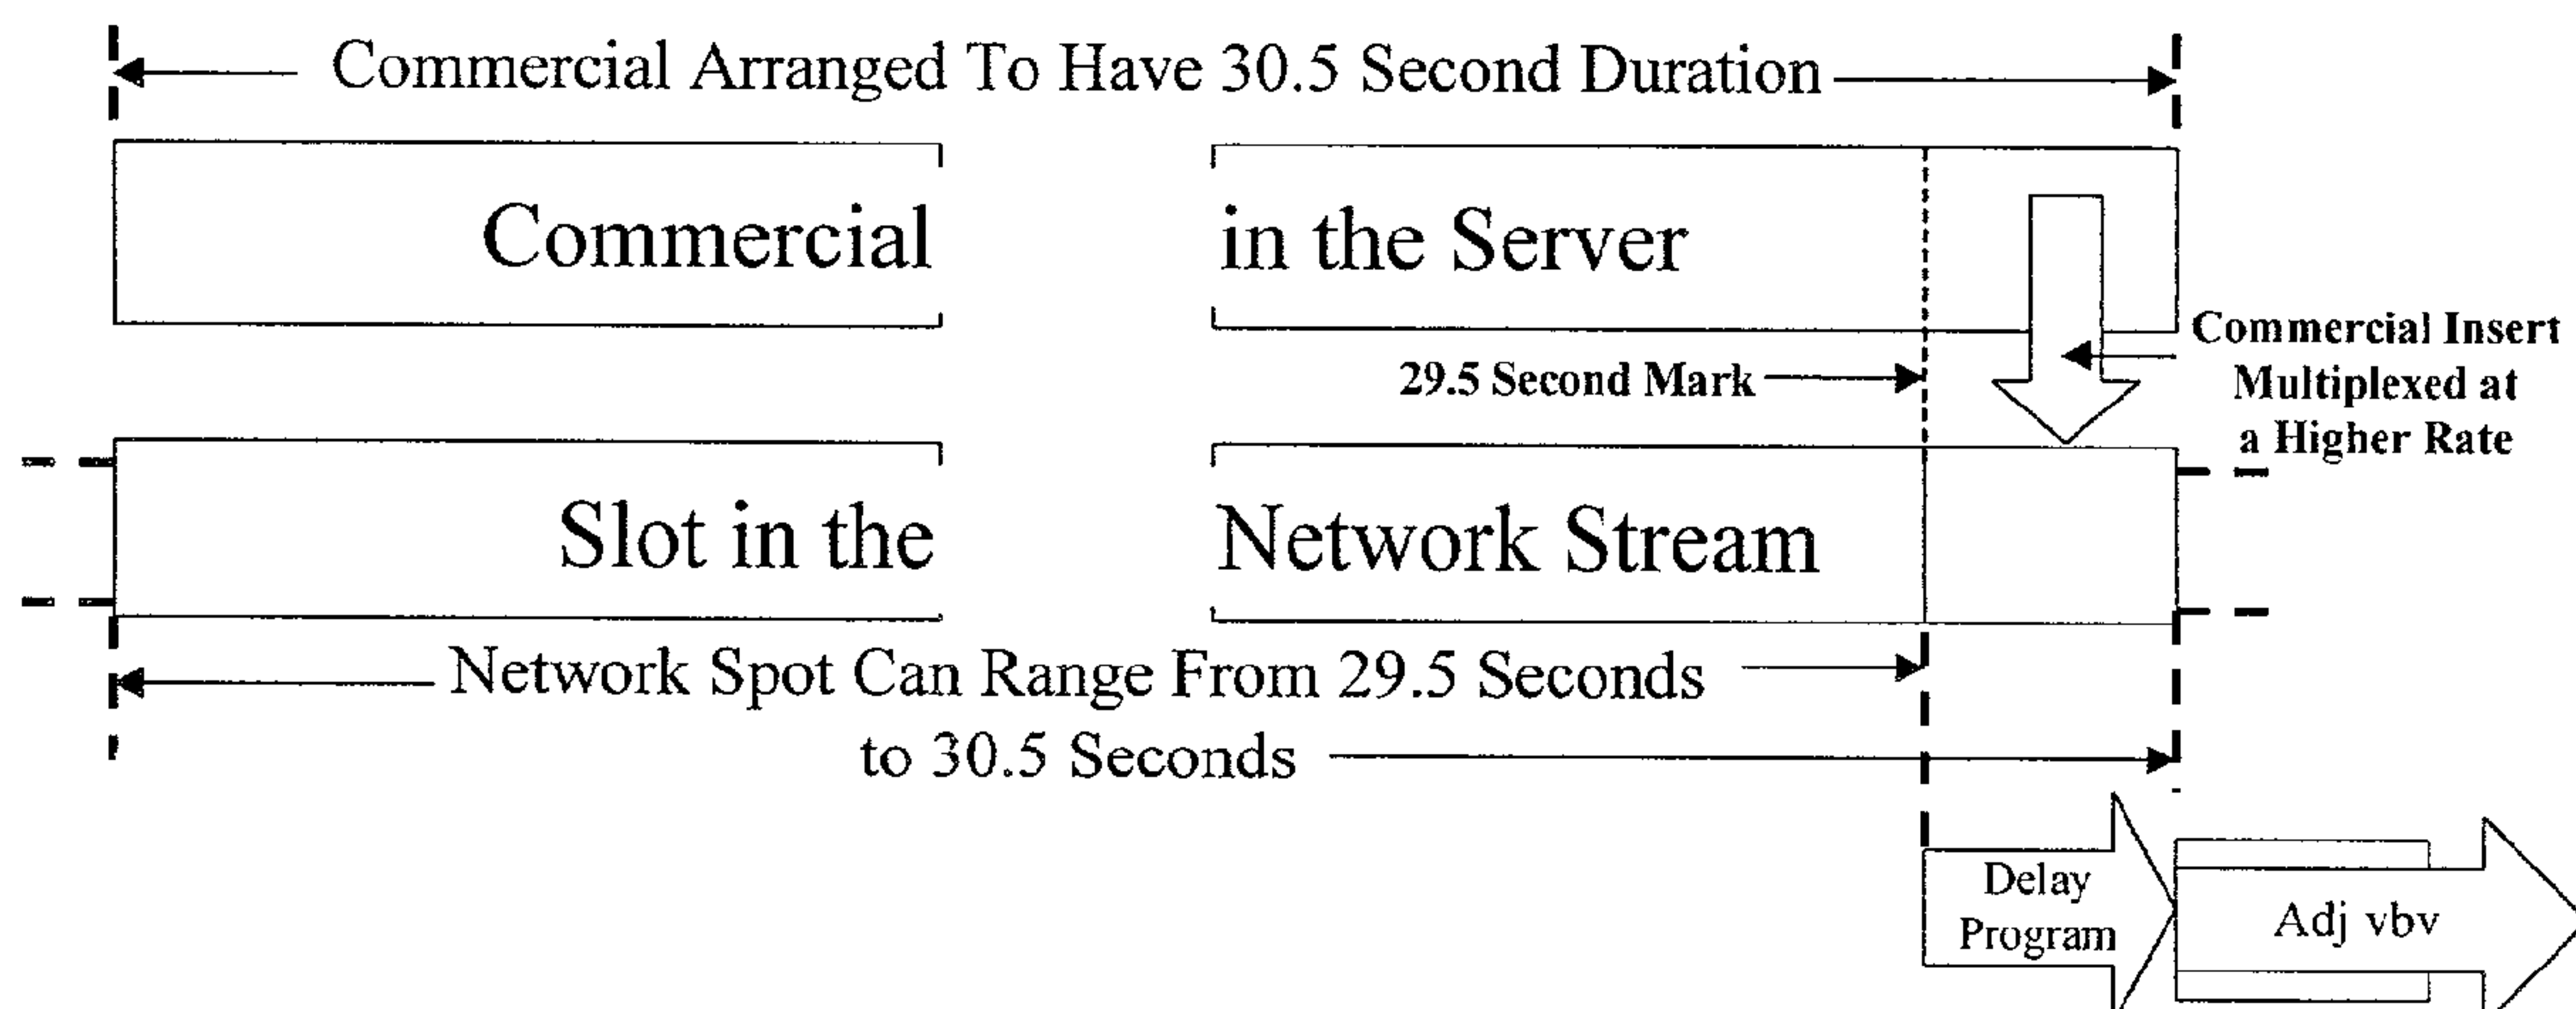 Commercial Arranged To Have 30.5 Second Duration
Commercial in the Server
Commercial Insert
Multiplexed at
a Higher Rate
29.5 Second Mark
Slot in the Network Stream
Network Spot Can Range From 29.5 Seconds
to 30.5 Seconds
Delay
Program
Adj vbv